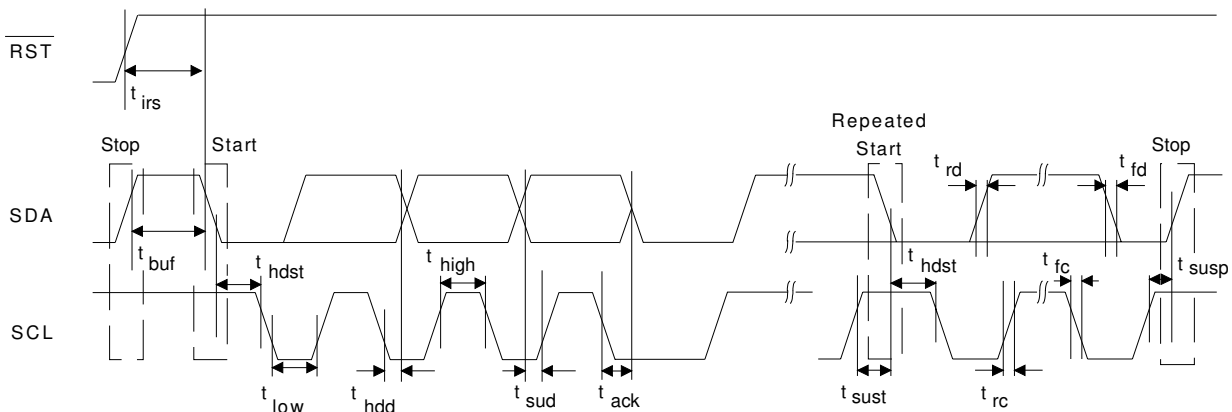 RST
t irs
Repeated
Stop Start Start Stop
t rd t fd
SDA
t buf t hdst t high t hdst t fc t susp
SCL
t low t hdd t sud t ack t sust t rc